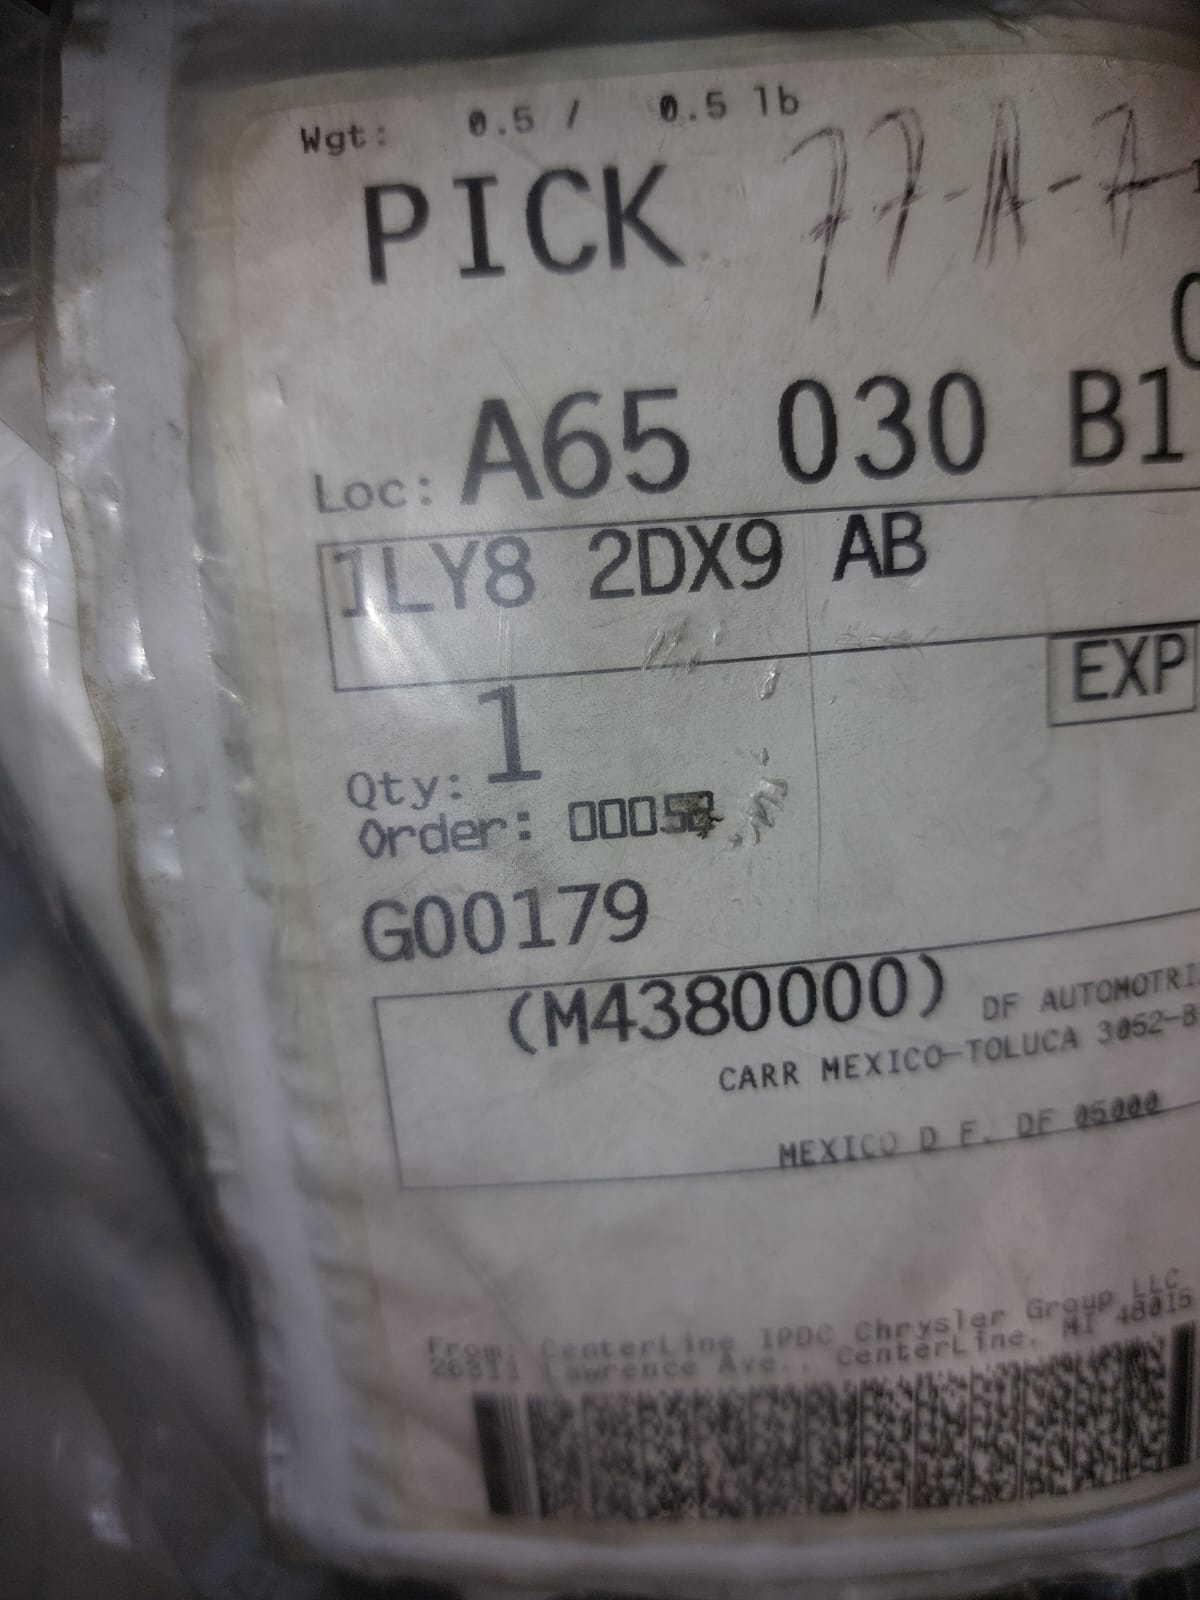 Wgt: 0.5 / 0.5 lb
PICK 77-A-7
Loc: A65 030 B1
1LY8 2DX9 AB
EXP
Qty: 1
Order: 00052
G00179
(M4380000) DF AUTOMOTRI
CARR MEXICO-TOLUCA 3052-B
MEXICO D F. DF 05000
From: CenterLine IPDC Chrysler Group LLC
26311 Lawrence Ave., CenterLine, MI 48015